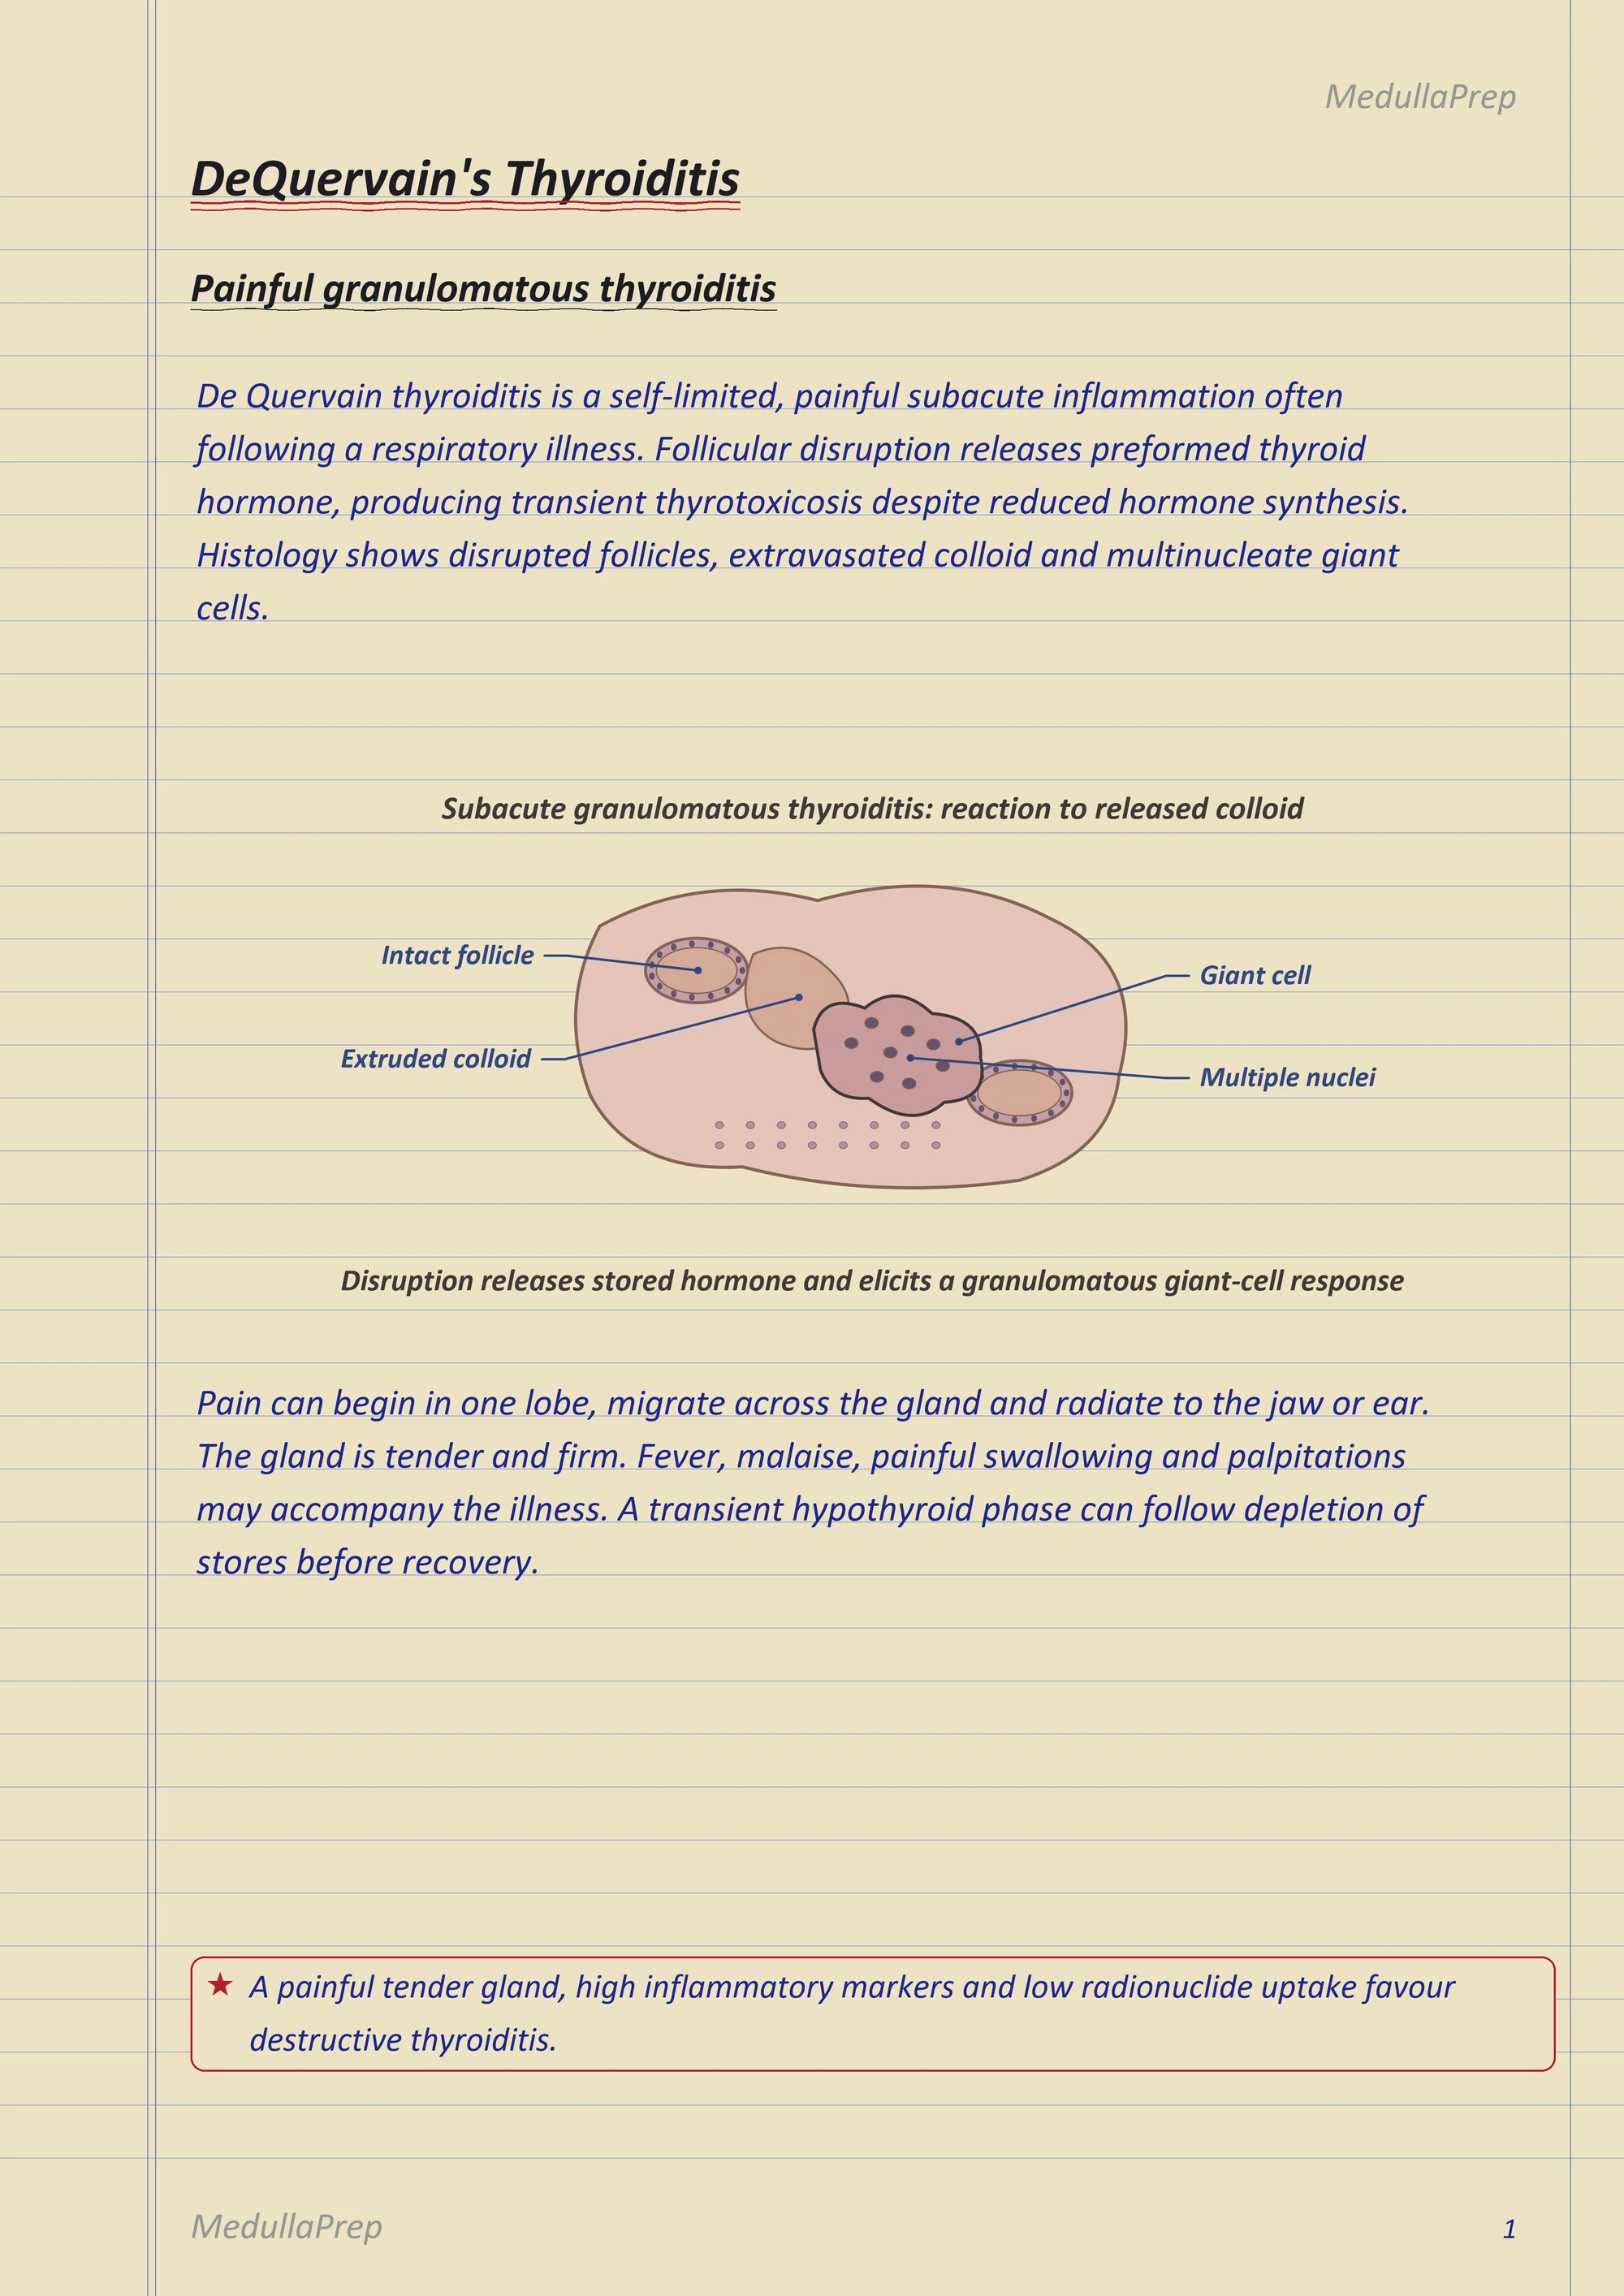 MedullaPrep
DeQuervain's Thyroiditis
Painful granulomatous thyroiditis
De Quervain thyroiditis is a self-limited, painful subacute inflammation often
following a respiratory illness. Follicular disruption releases preformed thyroid
hormone, producing transient thyrotoxicosis despite reduced hormone synthesis.
Histology shows disrupted follicles, extravasated colloid and multinucleate giant
cells.
Subacute granulomatous thyroiditis: reaction to released colloid
Intact follicle
Giant cell
Extruded colloid
Multiple nuclei
Disruption releases stored hormone and elicits a granulomatous giant-cell response
Pain can begin in one lobe, migrate across the gland and radiate to the jaw or ear.
The gland is tender and firm. Fever, malaise, painful swallowing and palpitations
may accompany the illness. A transient hypothyroid phase can follow depletion of
stores before recovery.
★ A painful tender gland, high inflammatory markers and low radionuclide uptake favour
destructive thyroiditis.
MedullaPrep
1